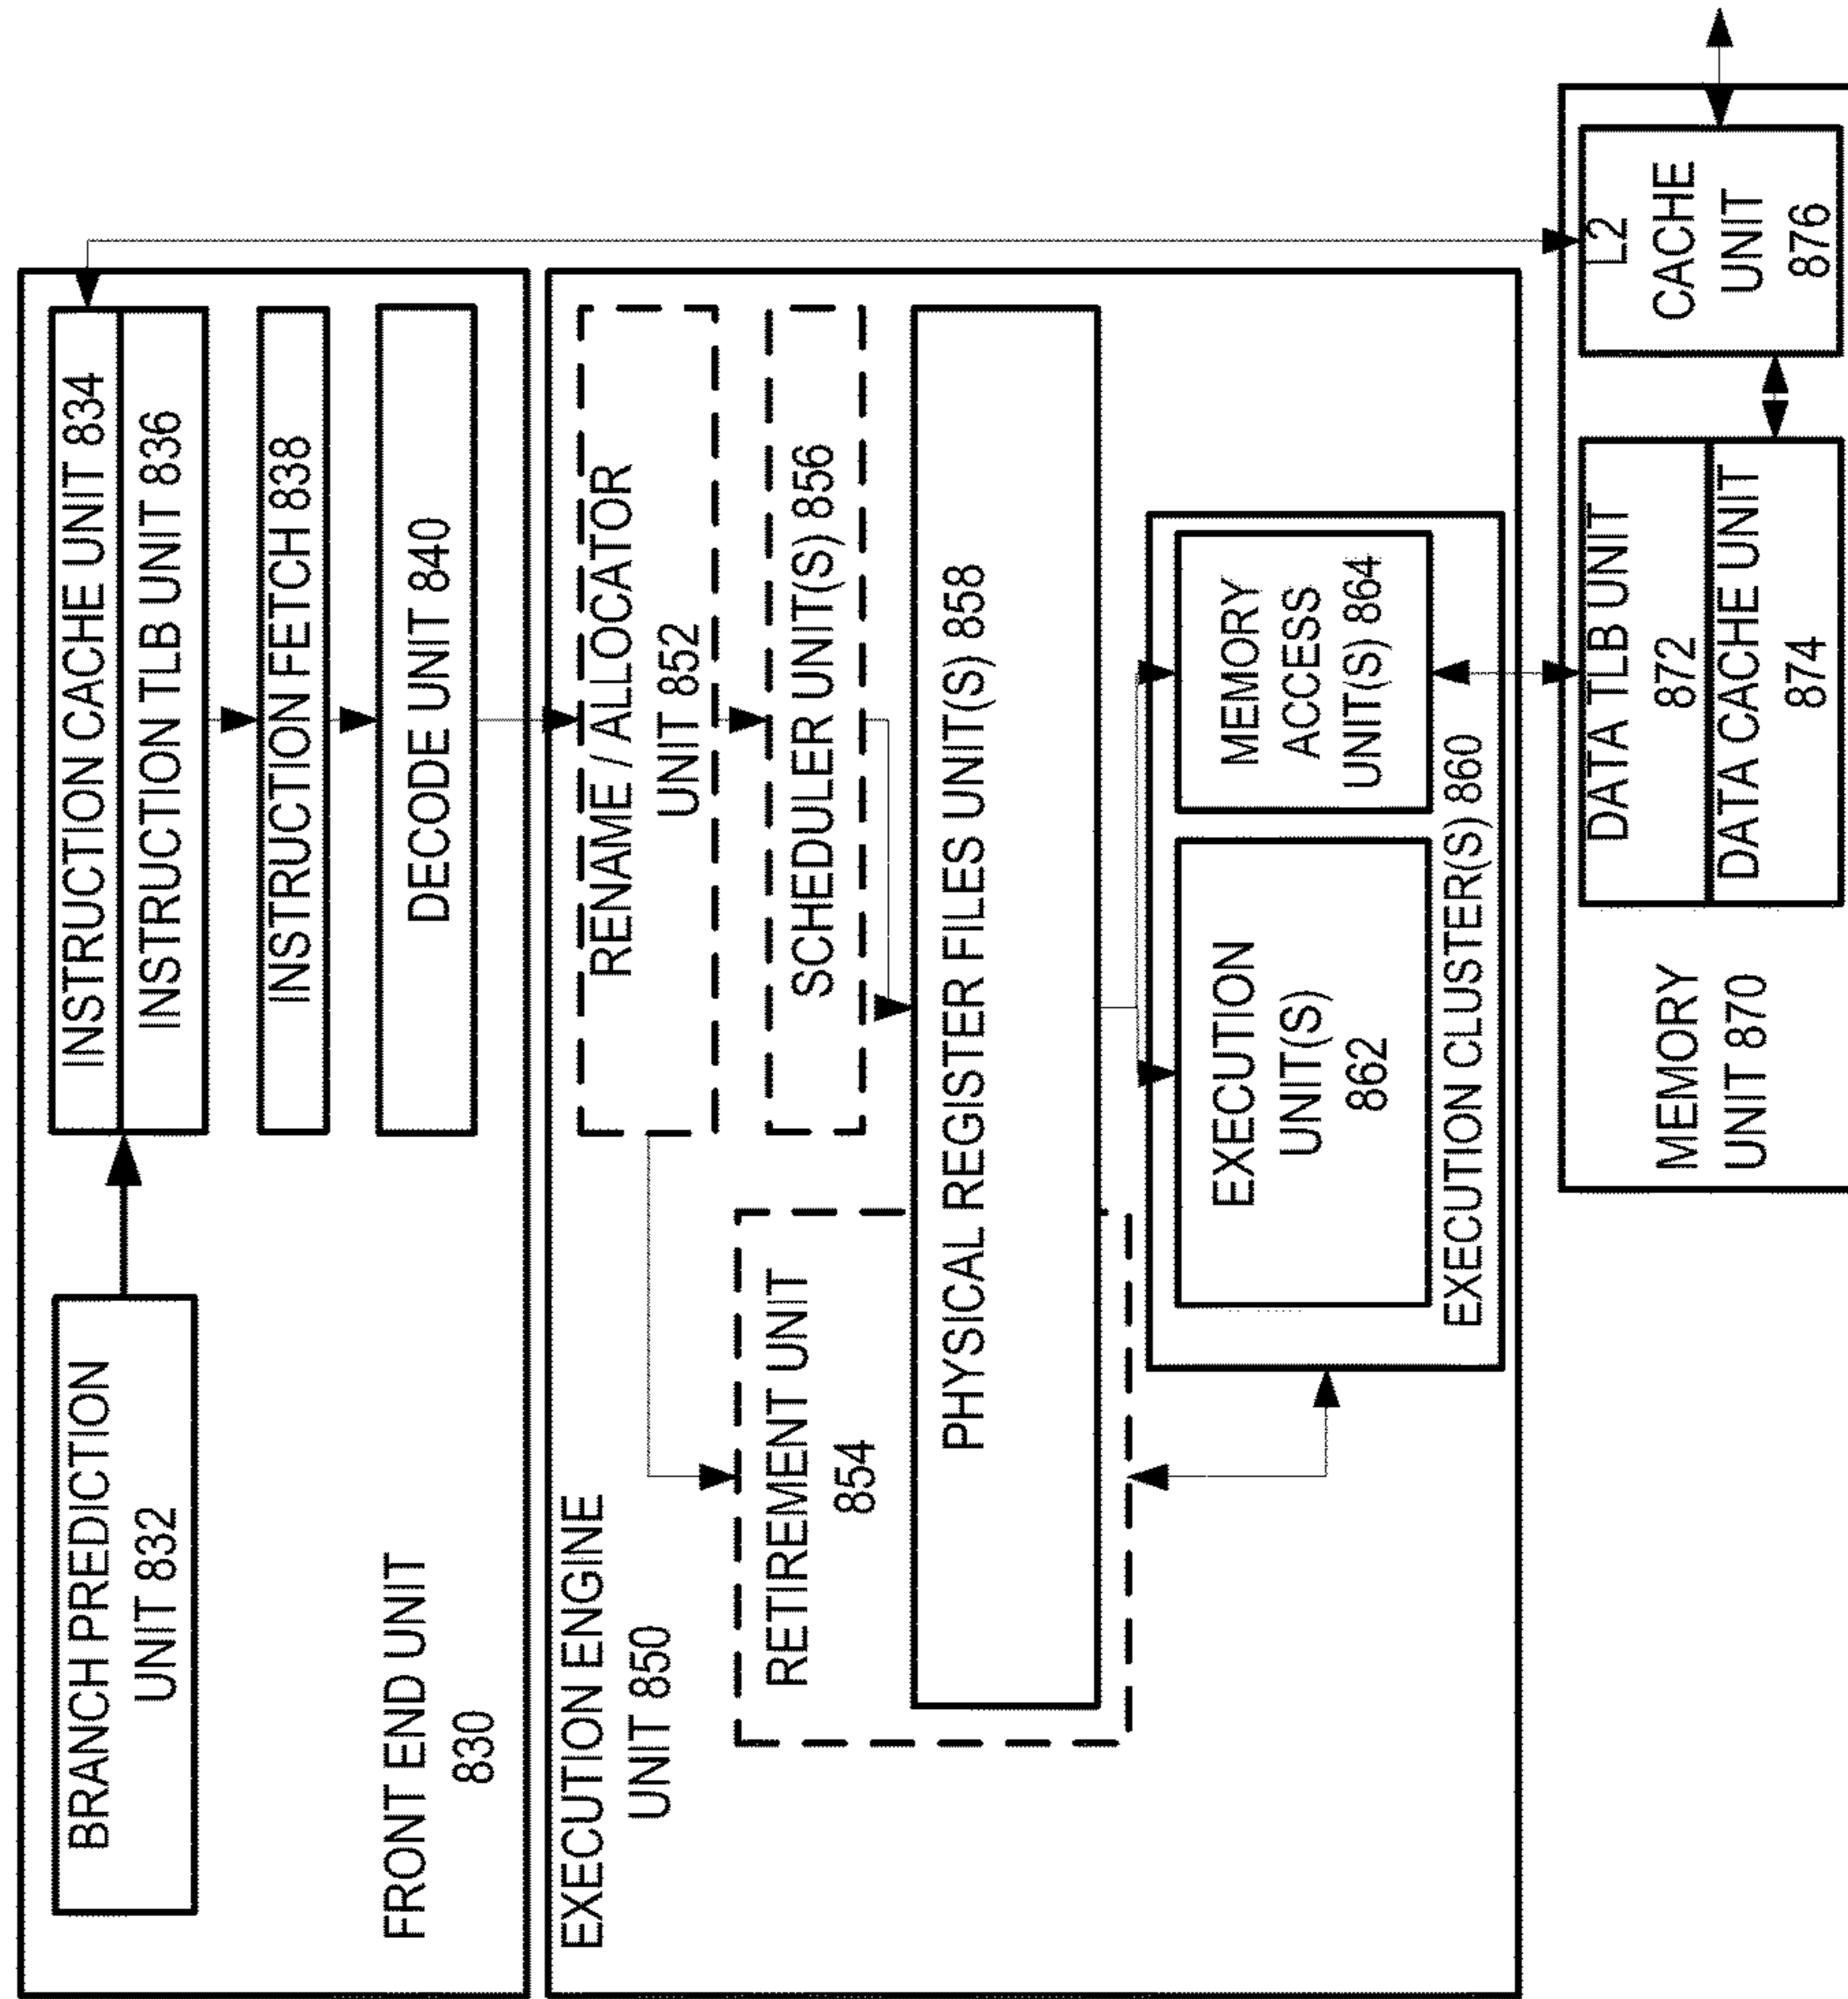 BRANCH PREDICTION
UNIT 832
INSTRUCTION CACHE UNIT 834
INSTRUCTION TLB UNIT 836
INSTRUCTION FETCH 838
FRONT END UNIT
830
DECODE UNIT 840
EXECUTION ENGINE
UNIT 850
RENAME / ALLOCATOR
UNIT 852
RETIREMENT UNIT
854
SCHEDULER UNIT(S) 856
PHYSICAL REGISTER FILES UNIT(S) 858
EXECUTION
UNIT(S)
862
MEMORY
ACCESS
UNIT(S) 864
EXECUTION CLUSTER(S) 860
MEMORY
UNIT 870
DATA TLB UNIT
872
DATA CACHE UNIT
874
L2
CACHE
UNIT
876